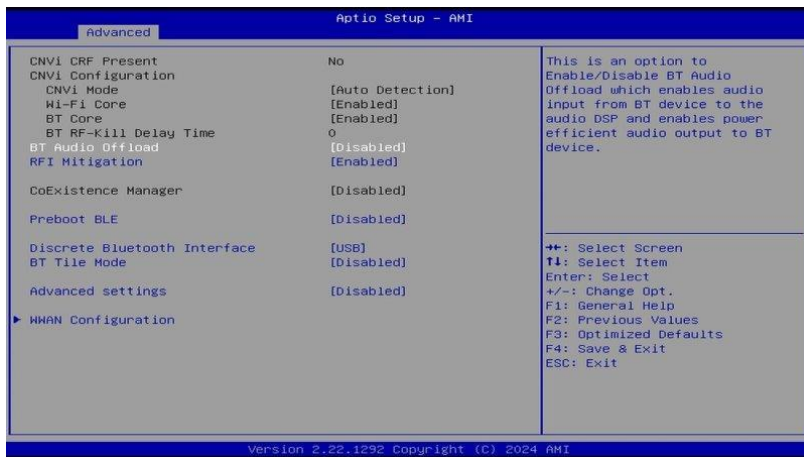 Aptio Setup – AMI
Advanced
CNVi CRF Present No
CNVi Configuration
CNVi Mode [Auto Detection]
Wi-Fi Core [Enabled]
BT Core [Enabled]
BT RF-Kill Delay Time 0
BT Audio Offload [Disabled]
RFI Mitigation [Enabled]
CoExistence Manager [Disabled]
Preboot BLE [Disabled]
Discrete Bluetooth Interface [USB]
BT Tile Mode [Disabled]
Advanced settings [Disabled]
WWAN Configuration
This is an option to
Enable/Disable BT Audio
Offload which enables audio
input from BT device to the
audio DSP and enables power
efficient audio output to BT
device.
→←: Select Screen
↑↓: Select Item
Enter: Select
+/-: Change Opt.
F1: General Help
F2: Previous Values
F3: Optimized Defaults
F4: Save & Exit
ESC: Exit
Version 2.22.1292 Copyright (C) 2024 AMI